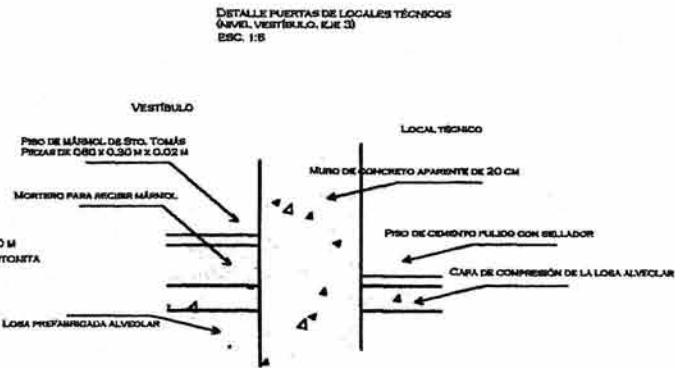 DETALLE PUERTAS DE LOCALES TÉCNICOS
(NIVEL VESTÍBULO, EJE 3)
ESC. 1:5
VESTÍBULO
LOCAL TÉCNICO
PISO DE MÁRMOL DE STO. TOMÁS
PIEZAS DE 0.60 X 0.30 M X 0.02 M
MURO DE CONCRETO APARENTE DE 20 CM
MORTERO PARA RECIBIR MÁRMOL
PISO DE CEMENTO PULIDO CON SELLADOR
0 M
CAPA DE COMPRESIÓN DE LA LOSA ALVEOLAR
LOSA PREFABRICADA ALVEOLAR